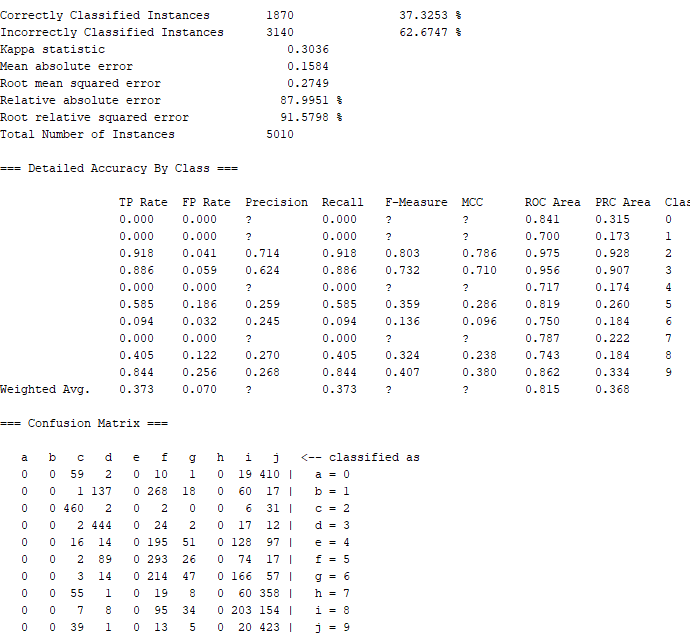 Correctly Classified Instances 1870 37.3253 %
Incorrectly Classified Instances 3140 62.6747 %
Kappa statistic 0.3036
Mean absolute error 0.1584
Root mean squared error 0.2749
Relative absolute error 87.9951 %
Root relative squared error 91.5798 %
Total Number of Instances 5010
=== Detailed Accuracy By Class ===
TP Rate FP Rate Precision Recall F-Measure MCC ROC Area PRC Area Clas
0.000 0.000 ? 0.000 ? ? 0.841 0.315 0
0.000 0.000 ? 0.000 ? ? 0.700 0.173 1
0.918 0.041 0.714 0.918 0.803 0.786 0.975 0.928 2
0.886 0.059 0.624 0.886 0.732 0.710 0.956 0.907 3
0.000 0.000 ? 0.000 ? ? 0.717 0.174 4
0.585 0.186 0.259 0.585 0.359 0.286 0.819 0.260 5
0.094 0.032 0.245 0.094 0.136 0.096 0.750 0.184 6
0.000 0.000 ? 0.000 ? ? 0.787 0.222 7
0.405 0.122 0.270 0.405 0.324 0.238 0.743 0.184 8
0.844 0.256 0.268 0.844 0.407 0.380 0.862 0.334 9
Weighted Avg. 0.373 0.070 ? 0.373 ? ? 0.815 0.368
=== Confusion Matrix ===
a b c d e f g h i j <-- classified as
0 0 59 2 0 10 1 0 19 410 | a = 0
0 0 1 137 0 268 18 0 60 17 | b = 1
0 0 460 2 0 2 0 0 6 31 | c = 2
0 0 2 444 0 24 2 0 17 12 | d = 3
0 0 16 14 0 195 51 0 128 97 | e = 4
0 0 2 89 0 293 26 0 74 17 | f = 5
0 0 3 14 0 214 47 0 166 57 | g = 6
0 0 55 1 0 19 8 0 60 358 | h = 7
0 0 7 8 0 95 34 0 203 154 | i = 8
0 0 39 1 0 13 5 0 20 423 | j = 9